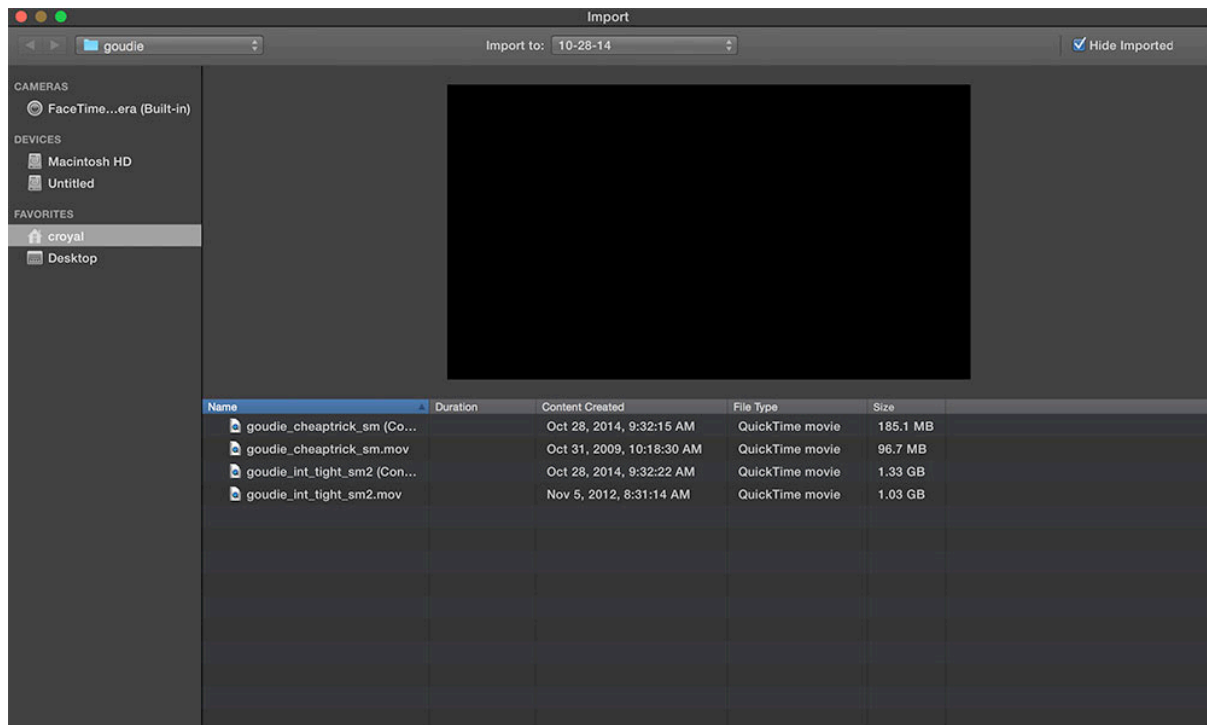 Import
goudie Import to: 10-28-14 Hide Imported
CAMERAS
FaceTime...era (Built-in)
DEVICES
Macintosh HD
Untitled
FAVORITES
croyal
Desktop
Name Duration Content Created File Type Size
goudie_cheaptrick_sm (Co... Oct 28, 2014, 9:32:15 AM QuickTime movie 185.1 MB
goudie_cheaptrick_sm.mov Oct 31, 2009, 10:18:30 AM QuickTime movie 96.7 MB
goudie_int_tight_sm2 (Con... Oct 28, 2014, 9:32:22 AM QuickTime movie 1.33 GB
goudie_int_tight_sm2.mov Nov 5, 2012, 8:31:14 AM QuickTime movie 1.03 GB